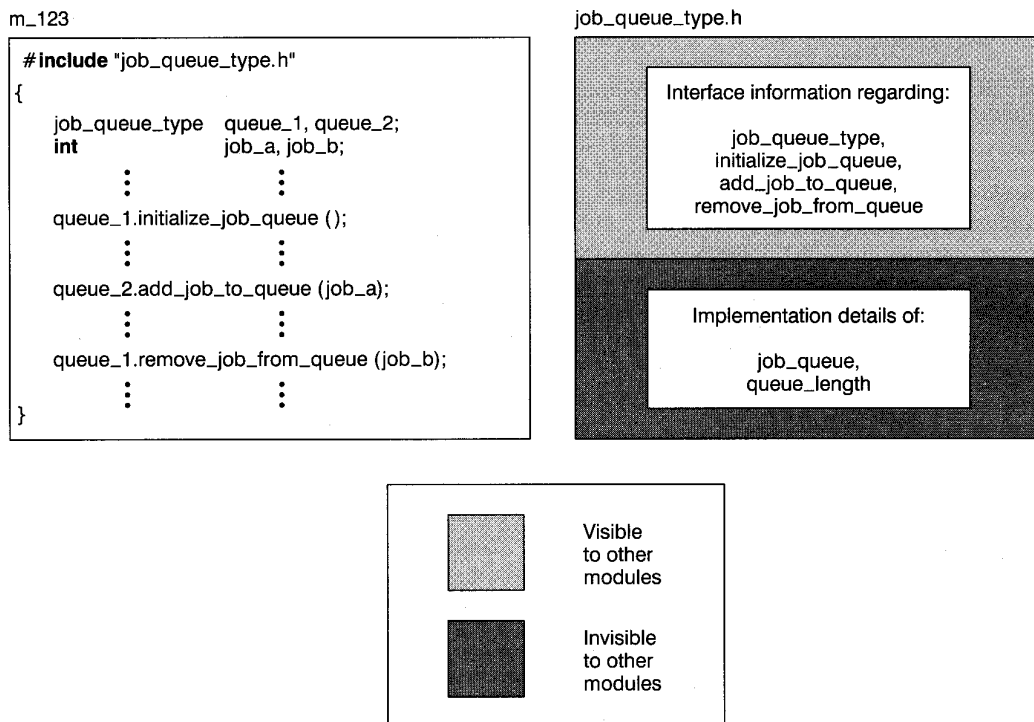 m_123
#include "job_queue_type.h"
{
job_queue_type queue_1, queue_2;
int job_a, job_b;
queue_1.initialize_job_queue ();
queue_2.add_job_to_queue (job_a);
queue_1.remove_job_from_queue (job_b);
}
job_queue_type.h
Interface information regarding:
job_queue_type,
initialize_job_queue,
add_job_to_queue,
remove_job_from_queue
Implementation details of:
job_queue,
queue_length
Visible
to other
modules
Invisible
to other
modules